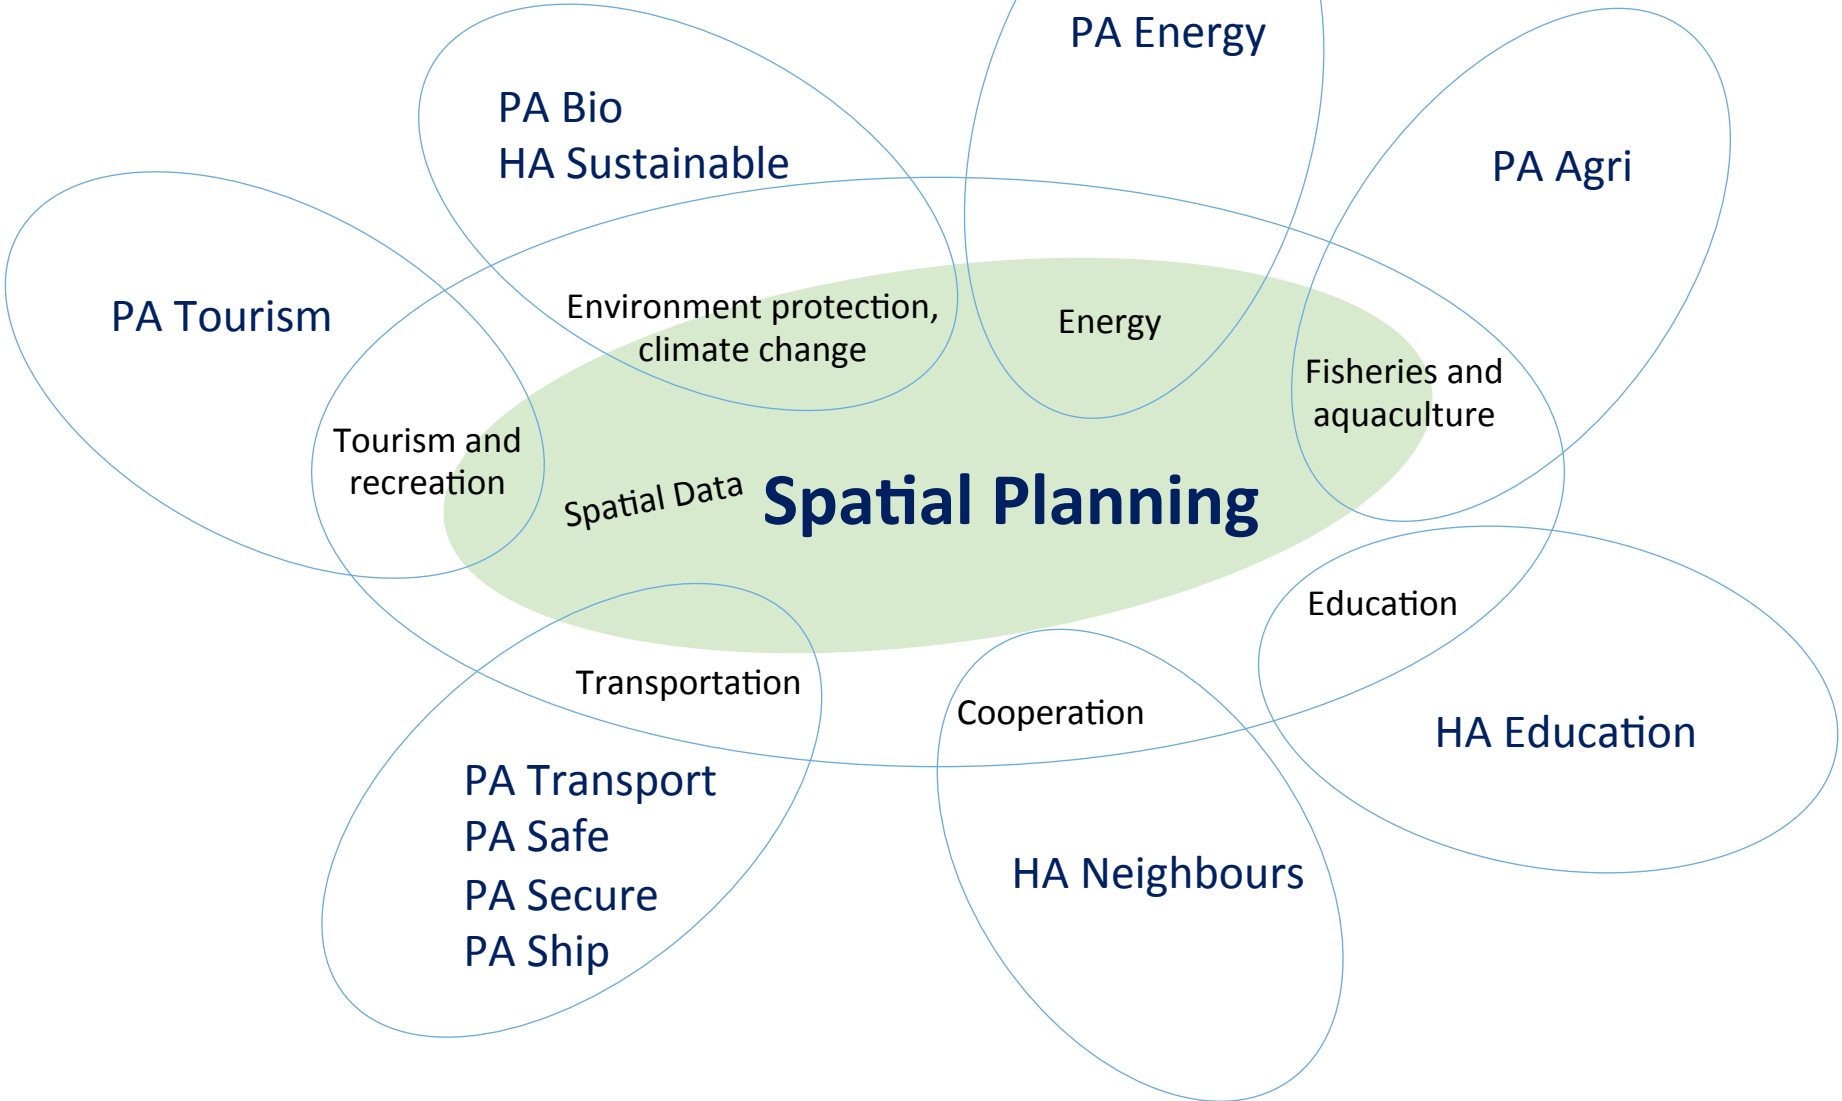 PA Energy
PA Bio
HA Sustainable
PA Agri
PA Tourism
Environment protection,
climate change
Energy
Fisheries and
aquaculture
Tourism and
recreation
Spatial Data
Spatial Planning
Education
Transportation
Cooperation
HA Education
PA Transport
PA Safe
PA Secure
PA Ship
HA Neighbours